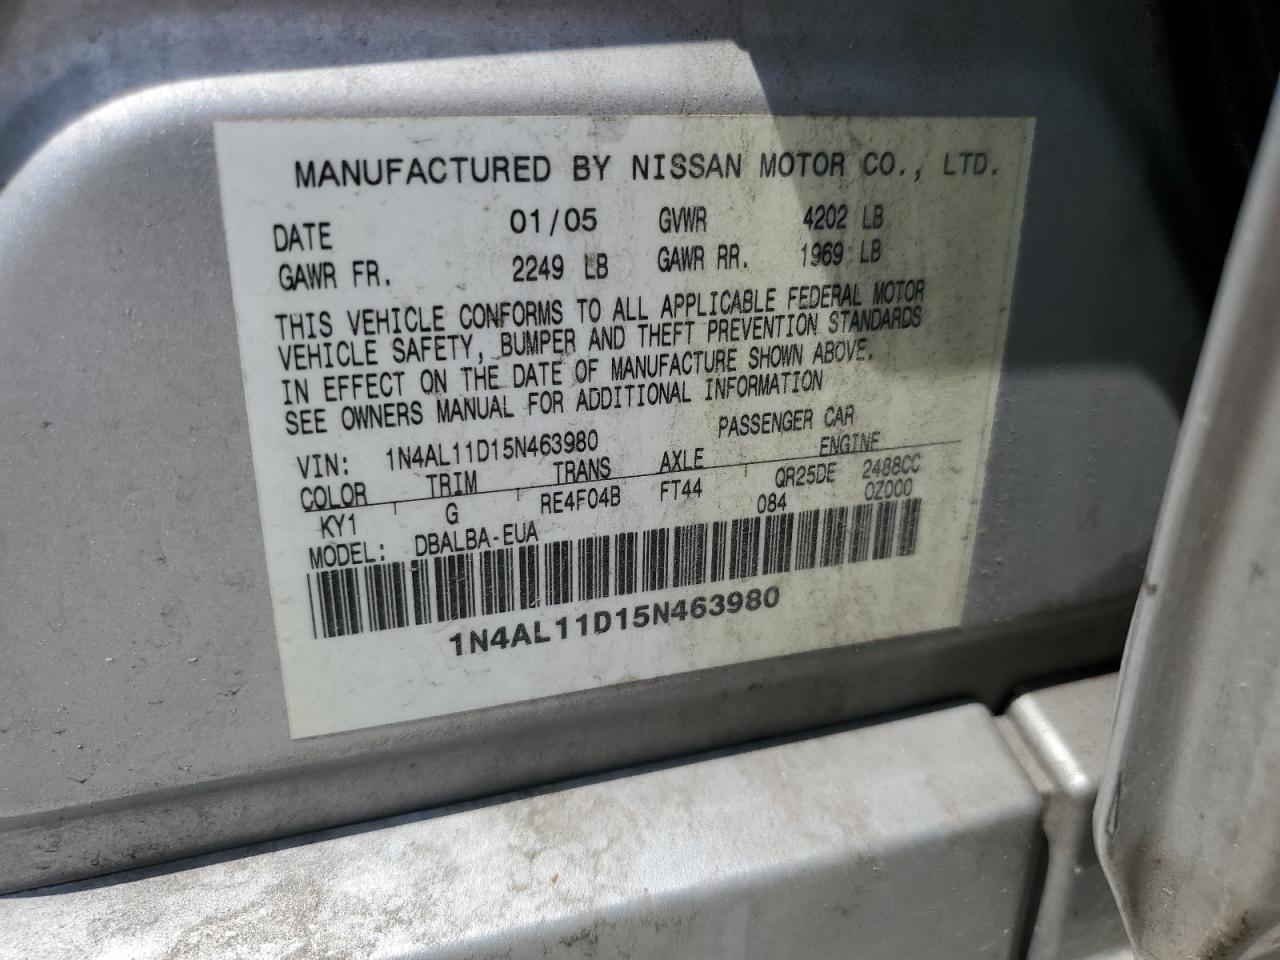 MANUFACTURED BY NISSAN MOTOR CO., LTD.
DATE 01/05 GVWR 4202 LB
GAWR FR. 2249 LB GAWR RR. 1969 LB
THIS VEHICLE CONFORMS TO ALL APPLICABLE FEDERAL MOTOR
VEHICLE SAFETY, BUMPER AND THEFT PREVENTION STANDARDS
IN EFFECT ON THE DATE OF MANUFACTURE SHOWN ABOVE.
SEE OWNERS MANUAL FOR ADDITIONAL INFORMATION
VIN: 1N4AL11D15N463980 PASSENGER CAR
COLOR TRIM TRANS AXLE ENGINE
KY1 G RE4F04B FT44 QR25DE 2488CC
MODEL: DBALBA-EUA 084 0Z000
1N4AL11D15N463980